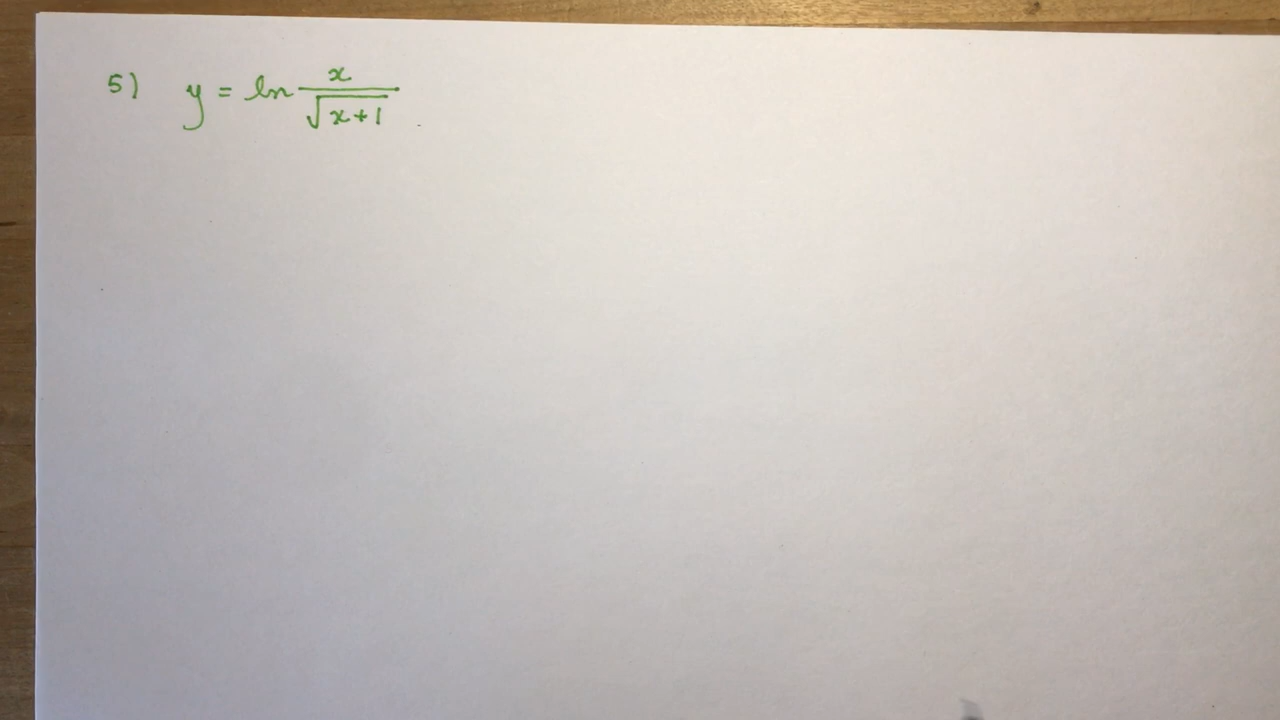 5) y = ln x/√(x+1)